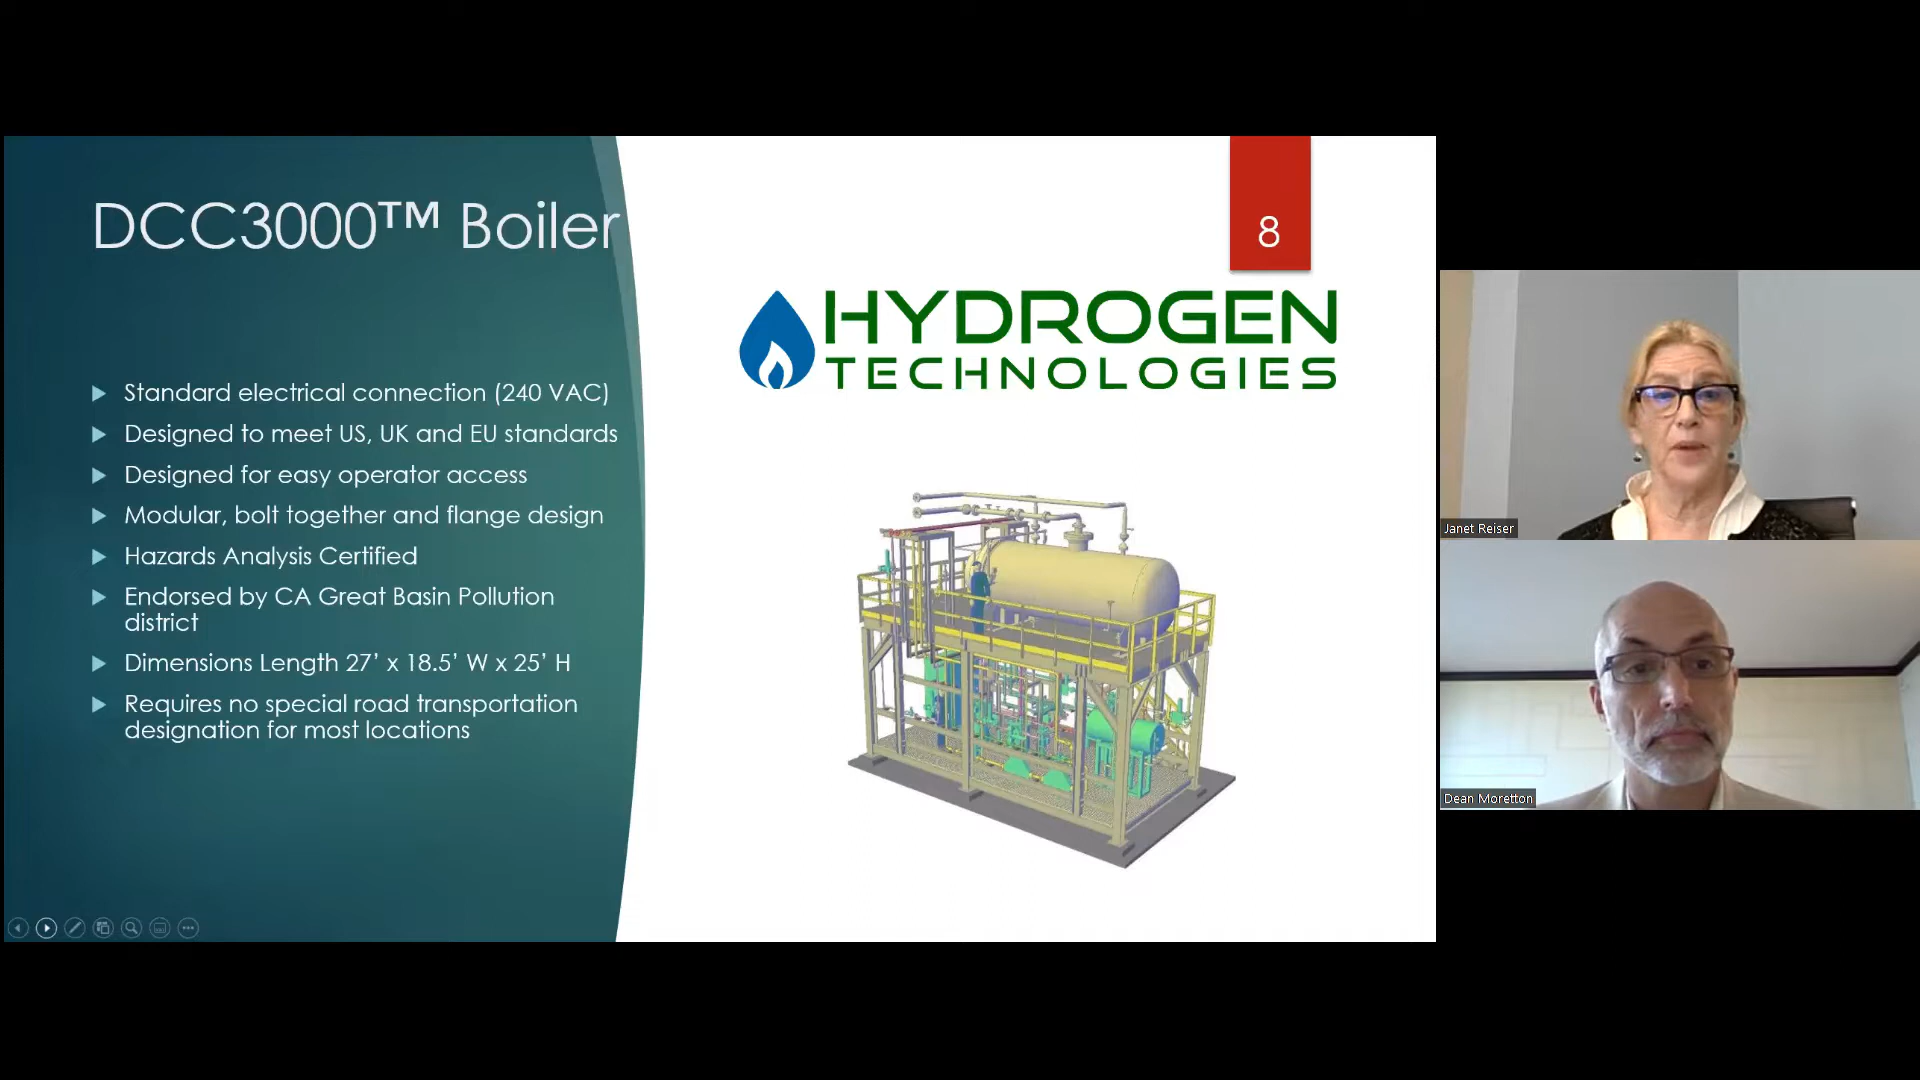 DCC3000™ Boiler
8
HYDROGEN
TECHNOLOGIES
Standard electrical connection (240 VAC)
Designed to meet US, UK and EU standards
Designed for easy operator access
Modular, bolt together and flange design
Hazards Analysis Certified
Endorsed by CA Great Basin Pollution
district
Dimensions Length 27’ x 18.5’ W x 25’ H
Requires no special road transportation
designation for most locations
Janet Reiser
Dean Moretton